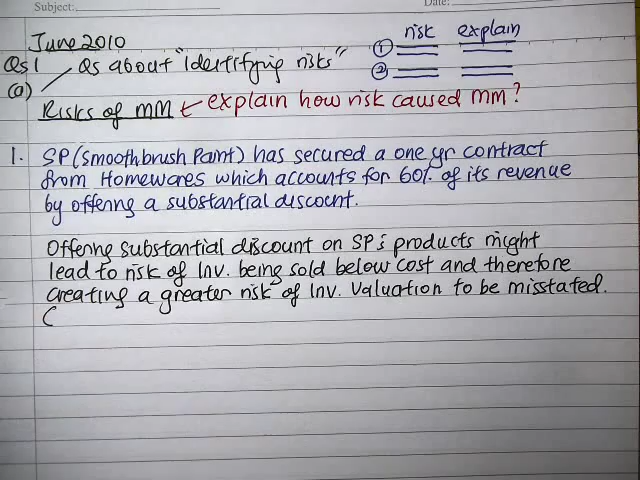 Subject: Date:
June 2010
risk explain
Qs 1 Qs about "identifying risks" ①
(a) ②
Risks of MM ← explain how risk caused MM?
1. SP (Smoothbrush Paint) has secured a one yr contract
from Homewares which accounts for 60% of its revenue
by offering a substantial discount.
Offering substantial discount on SP's products might
lead to risk of Inv. being sold below cost and therefore
creating a greater risk of Inv. valuation to be misstated.
(